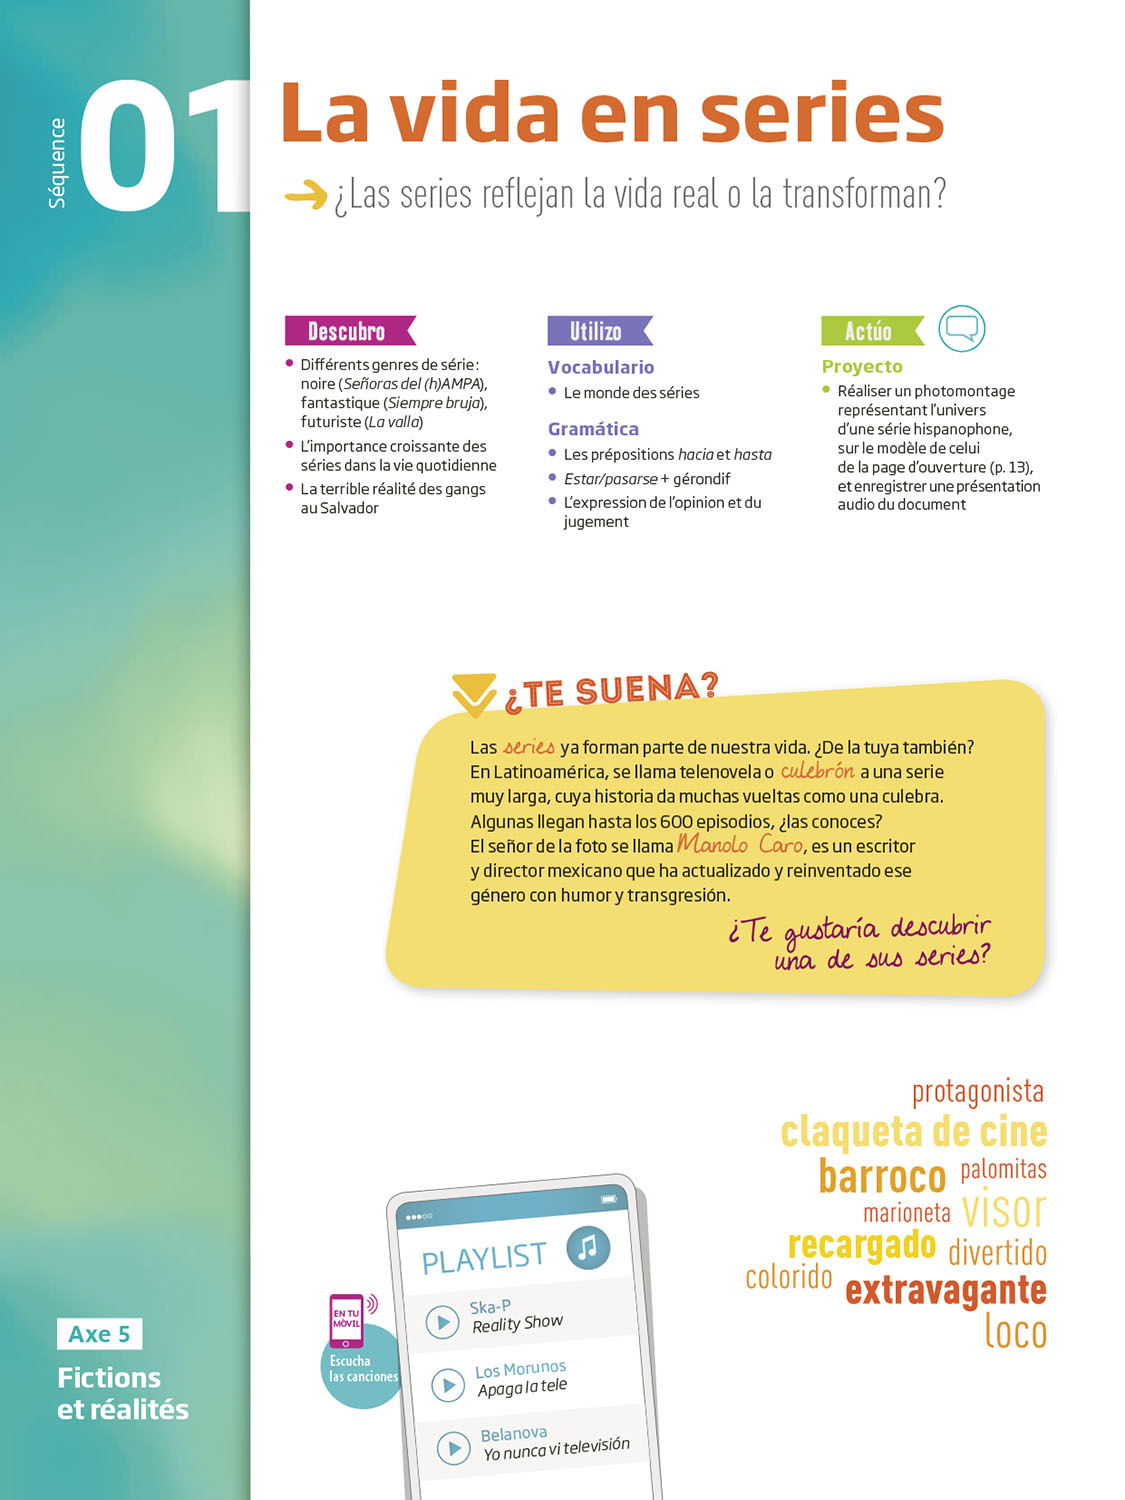 Séquence
01
La vida en series
¿Las series reflejan la vida real o la transforman?
Descubro
• Différents genres de série :
noire (Señoras del (h)AMPA),
fantastique (Siempre bruja),
futuriste (La valla)
• L'importance croissante des
séries dans la vie quotidienne
• La terrible réalité des gangs
au Salvador
Utilizo
Vocabulario
• Le monde des séries
Gramática
• Les prépositions hacia et hasta
• Estar/pasarse + gérondif
• L'expression de l'opinion et du
jugement
Actúo
Proyecto
• Réaliser un photomontage
représentant l'univers
d'une série hispanophone,
sur le modèle de celui
de la page d'ouverture (p. 13),
et enregistrer une présentation
audio du document
¿TE SUENA?
Las series ya forman parte de nuestra vida. ¿De la tuya también?
En Latinoamérica, se llama telenovela o culebrón a una serie
muy larga, cuya historia da muchas vueltas como una culebra.
Algunas llegan hasta los 600 episodios, ¿las conoces?
El señor de la foto se llama Manolo Caro, es un escritor
y director mexicano que ha actualizado y reinventado ese
género con humor y transgresión.
¿Te gustaría descubrir
una de sus series?
protagonista
claqueta de cine
barroco palomitas
marioneta visor
recargado divertido
colorido extravagante
loco
PLAYLIST
Ska-P
Reality Show
Los Morunos
Apaga la tele
Belanova
Yo nunca vi televisión
EN TU
MÒVIL
Escucha
las canciones
Axe 5
Fictions
et réalités